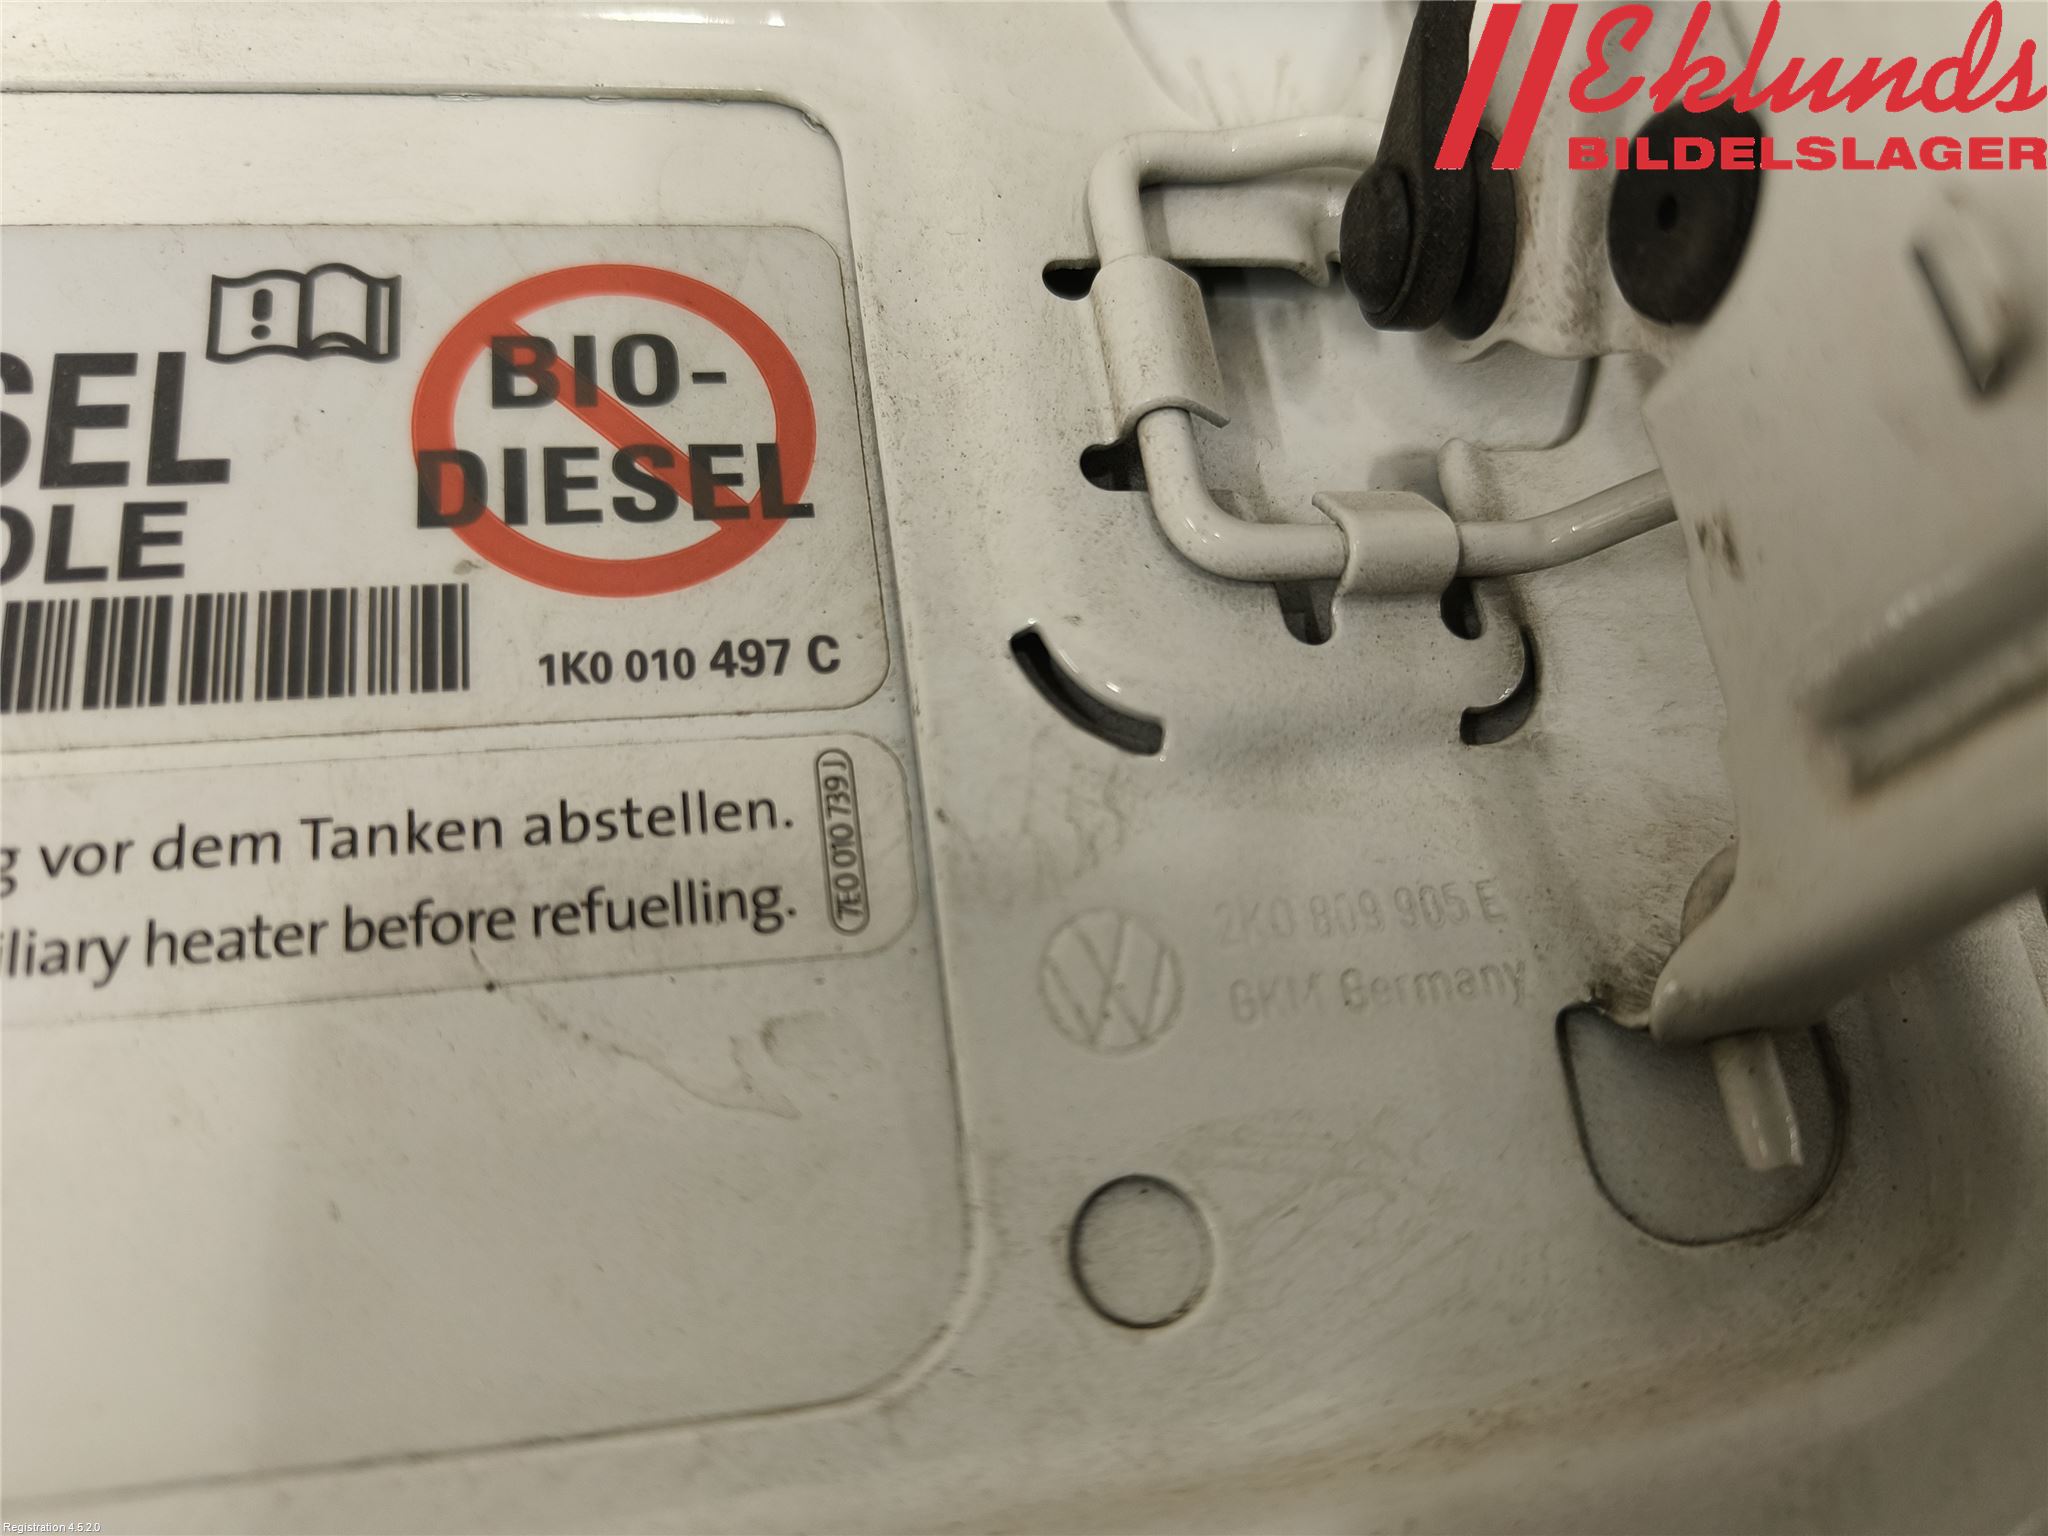 Eklunds
BILDELSLAGER
BIO-
DIESEL
SEL
OLE
1K0 010 497 C
g vor dem Tanken abstellen.
iliary heater before refuelling.
7E0 010 739 J
2K0 809 905 E
GKM Germany
Registration 4.5.2.0